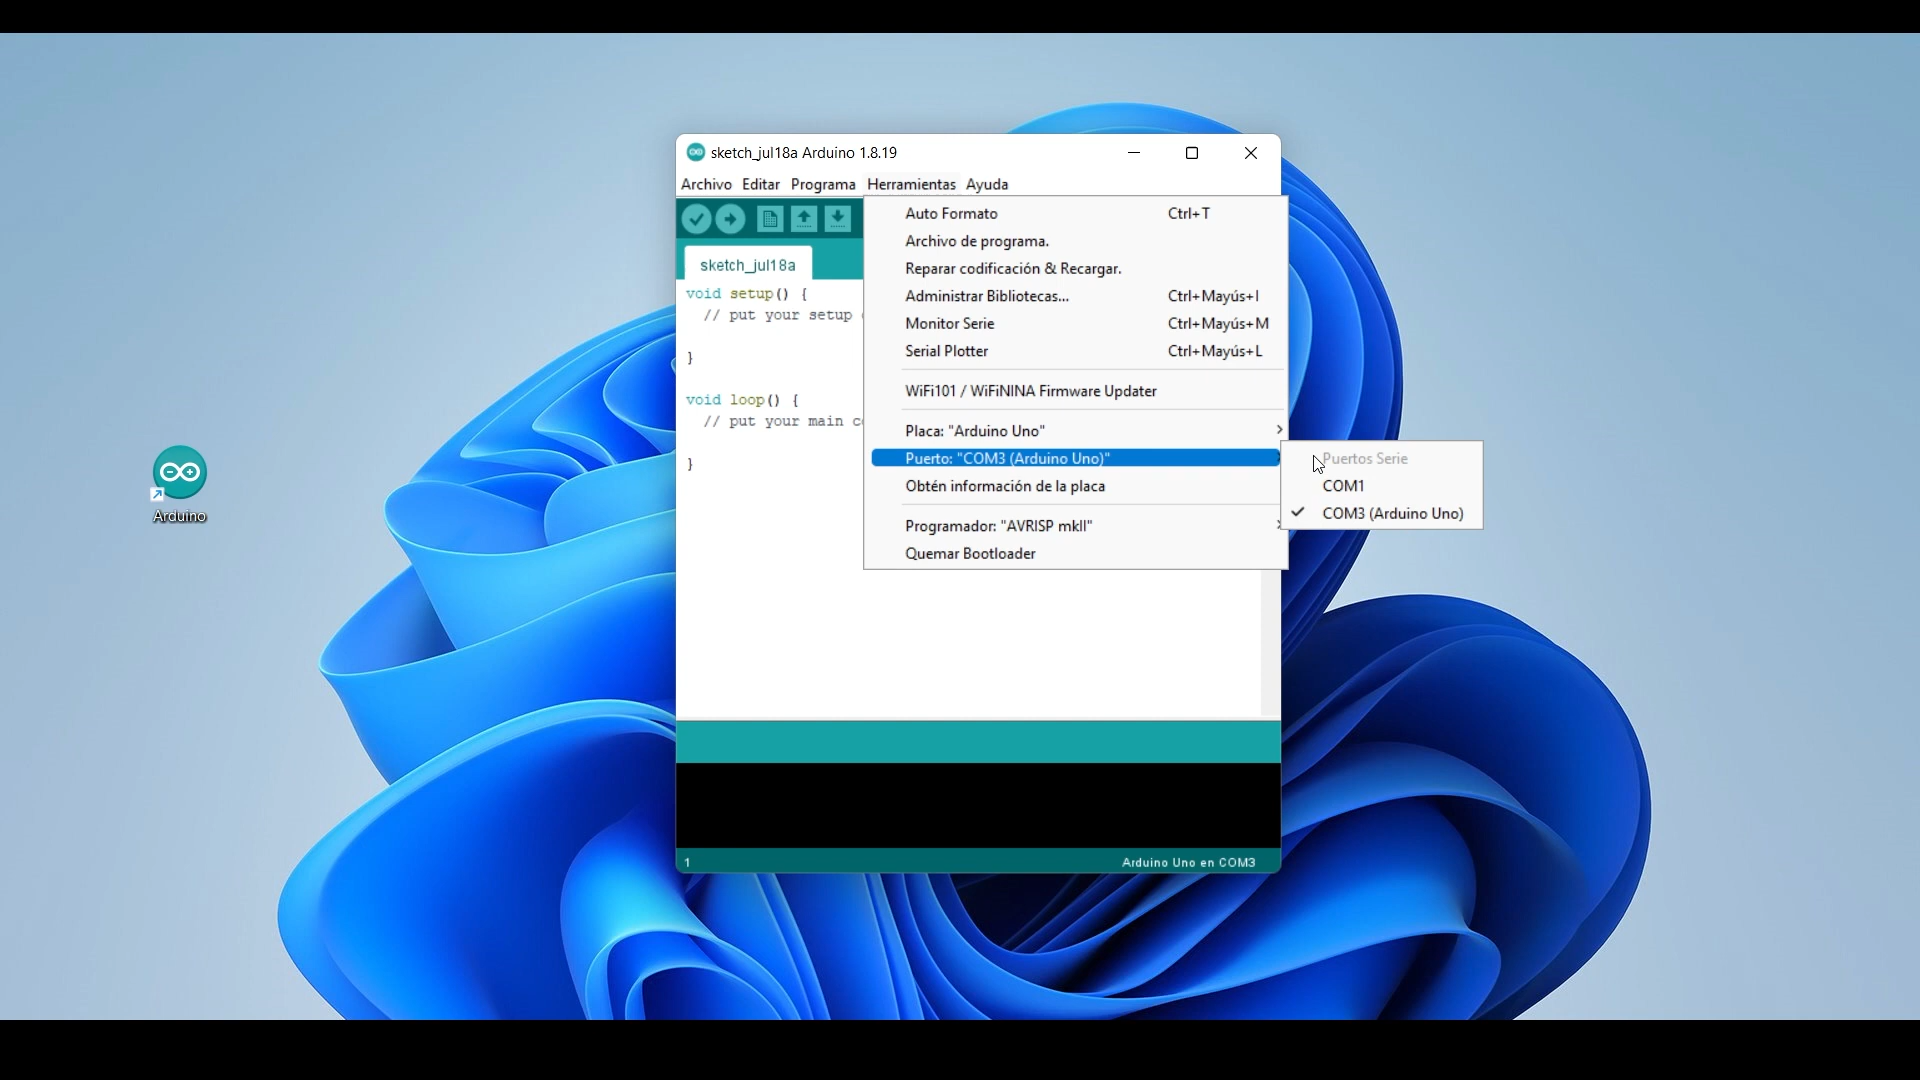 sketch_jul18a Arduino 1.8.19
Archivo Editar Programa Herramientas Ayuda
Auto Formato Ctrl+T
Archivo de programa.
Reparar codificación & Recargar.
Administrar Bibliotecas... Ctrl+Mayús+I
Monitor Serie Ctrl+Mayús+M
Serial Plotter Ctrl+Mayús+L
WiFi101 / WiFiNINA Firmware Updater
Placa: "Arduino Uno"
Puerto: "COM3 (Arduino Uno)"
Obtén información de la placa
Programador: "AVRISP mkII"
Quemar Bootloader
Puertos Serie
COM1
COM3 (Arduino Uno)
sketch_jul18a
void setup() {
// put your setup
}
void loop() {
// put your main
}
1 Arduino Uno en COM3
Arduino